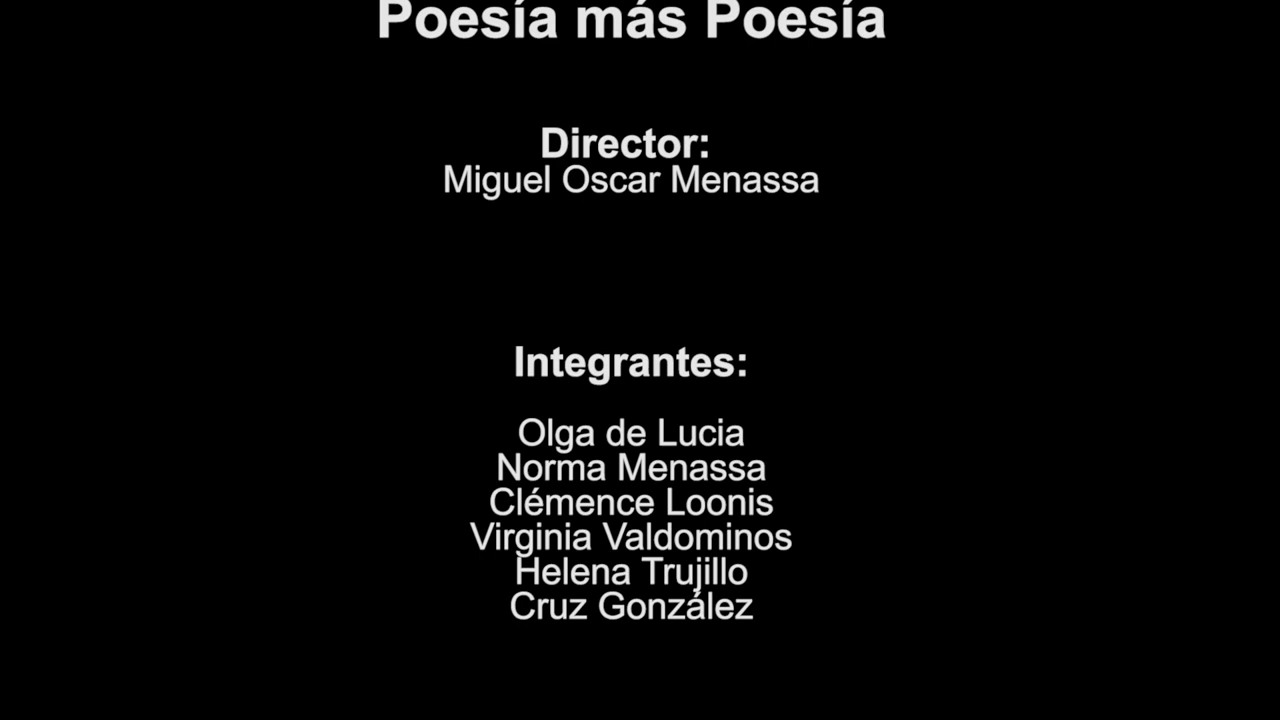 Poesía más Poesía
Director:
Miguel Oscar Menassa
Integrantes:
Olga de Lucia
Norma Menassa
Clémence Loonis
Virginia Valdominos
Helena Trujillo
Cruz González